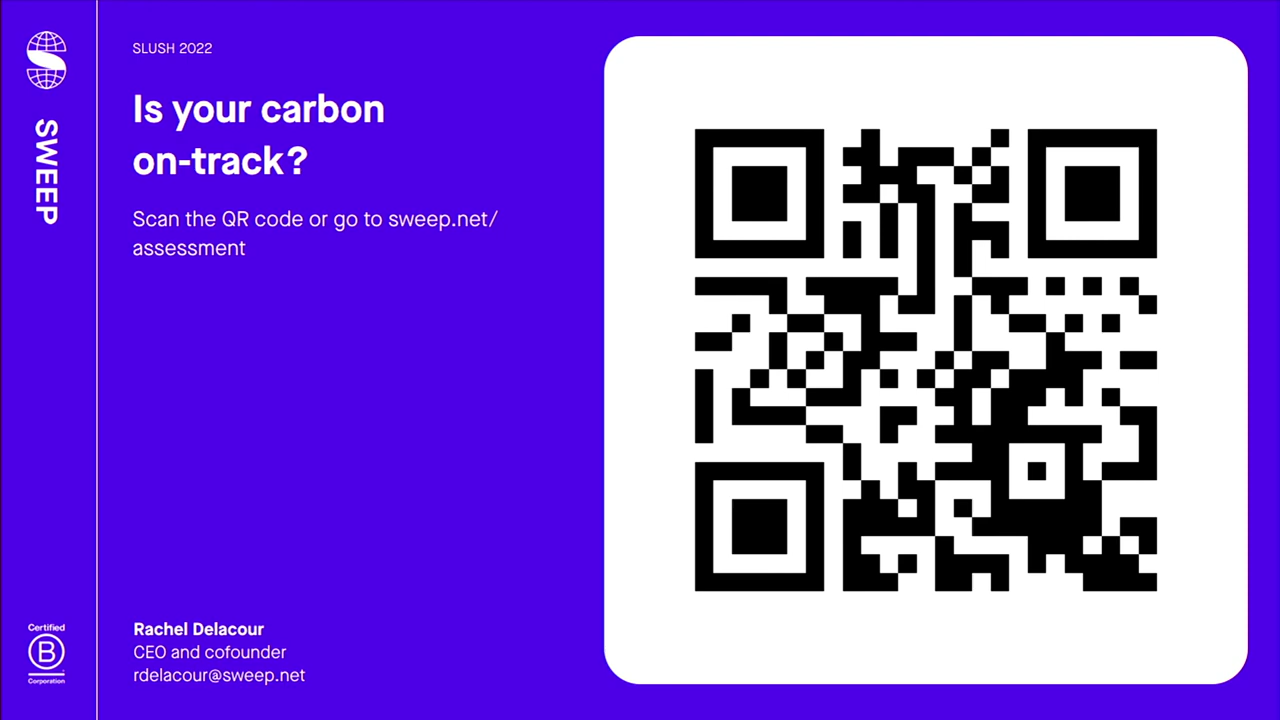 SLUSH 2022
Is your carbon
on-track?
Scan the QR code or go to sweep.net/
assessment
SWEEP
Rachel Delacour
CEO and cofounder
rdelacour@sweep.net
Certified
B
Corporation